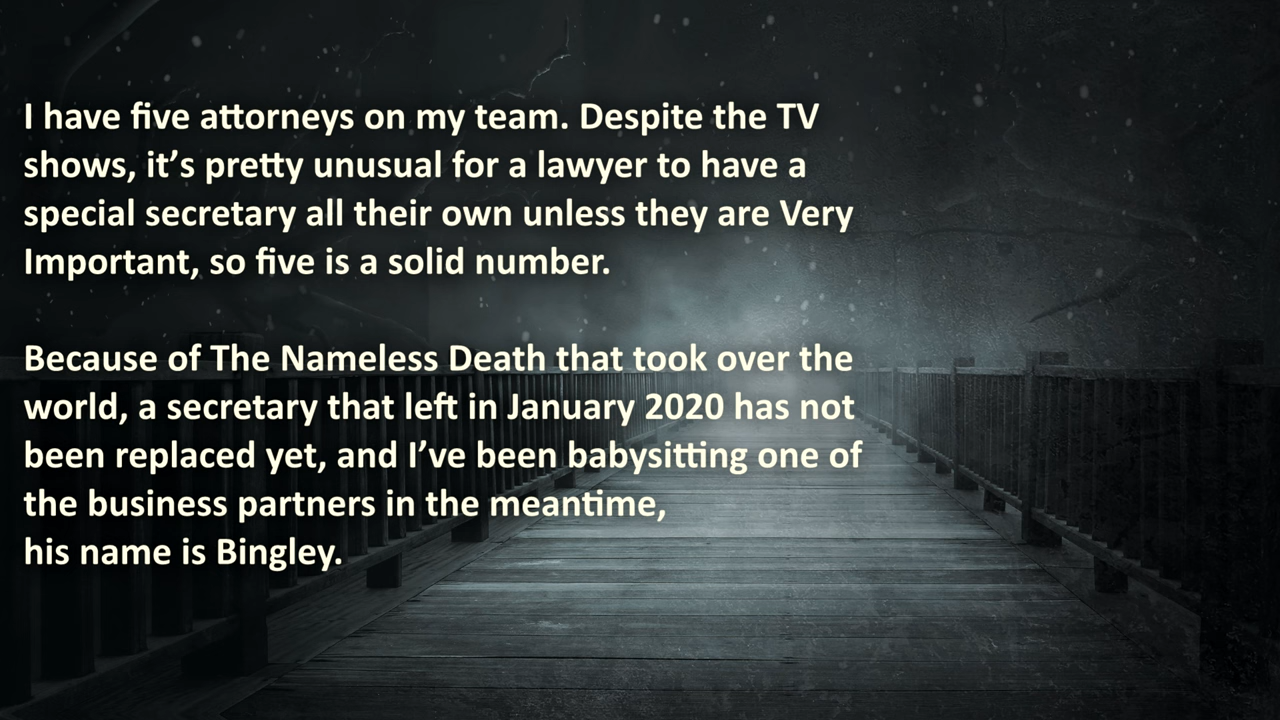 I have five attorneys on my team. Despite the TV
shows, it’s pretty unusual for a lawyer to have a
special secretary all their own unless they are Very
Important, so five is a solid number.
Because of The Nameless Death that took over the
world, a secretary that left in January 2020 has not
been replaced yet, and I’ve been babysitting one of
the business partners in the meantime,
his name is Bingley.